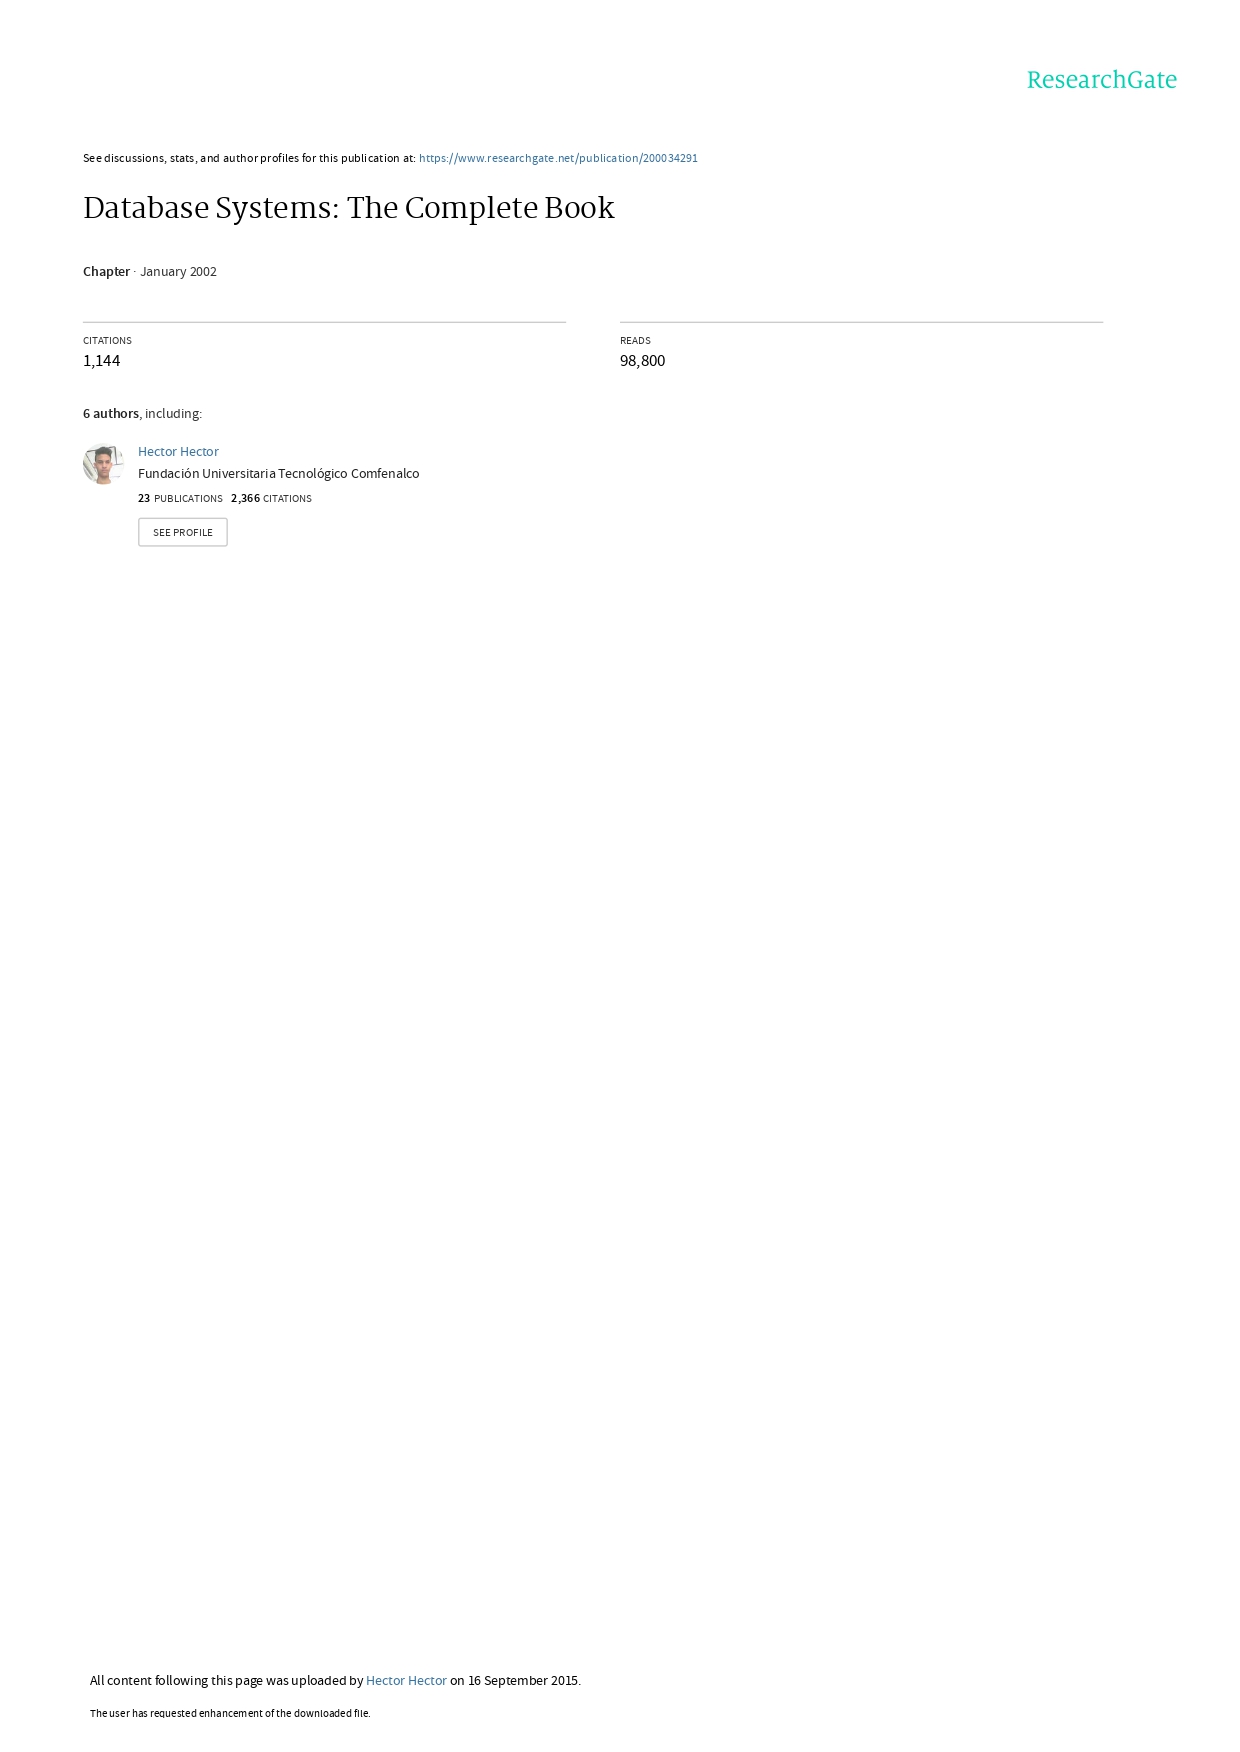 ResearchGate
See discussions, stats, and author profiles for this publication at: https://www.researchgate.net/publication/200034291
Database Systems: The Complete Book
Chapter · January 2002
CITATIONS
1,144
READS
98,800
6 authors, including:
Hector Hector
Fundación Universitaria Tecnológico Comfenalco
23 PUBLICATIONS 2,366 CITATIONS
SEE PROFILE
All content following this page was uploaded by Hector Hector on 16 September 2015.
The user has requested enhancement of the downloaded file.